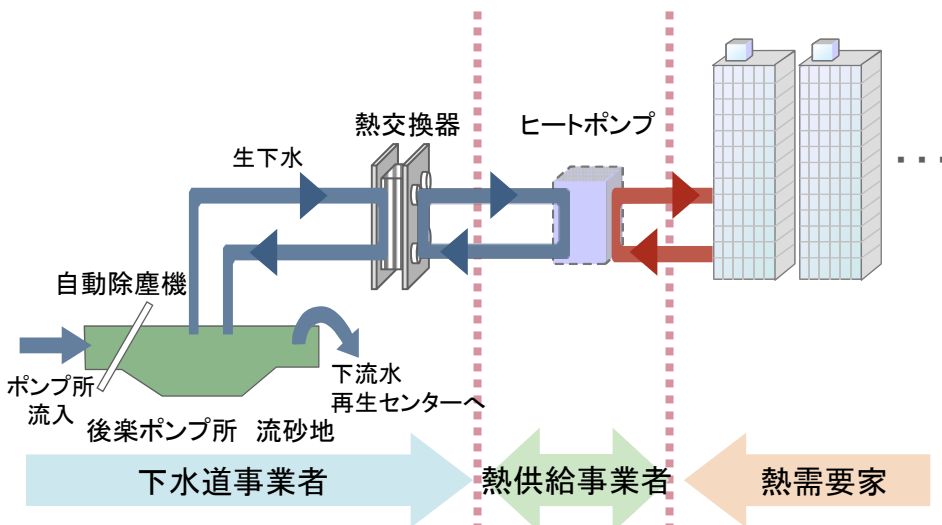 熱交換器
ヒートポンプ
生下水
自動除塵機
ポンプ所
流入
下流水
再生センターへ
後楽ポンプ所 流砂地
下水道事業者
熱供給事業者
熱需要家